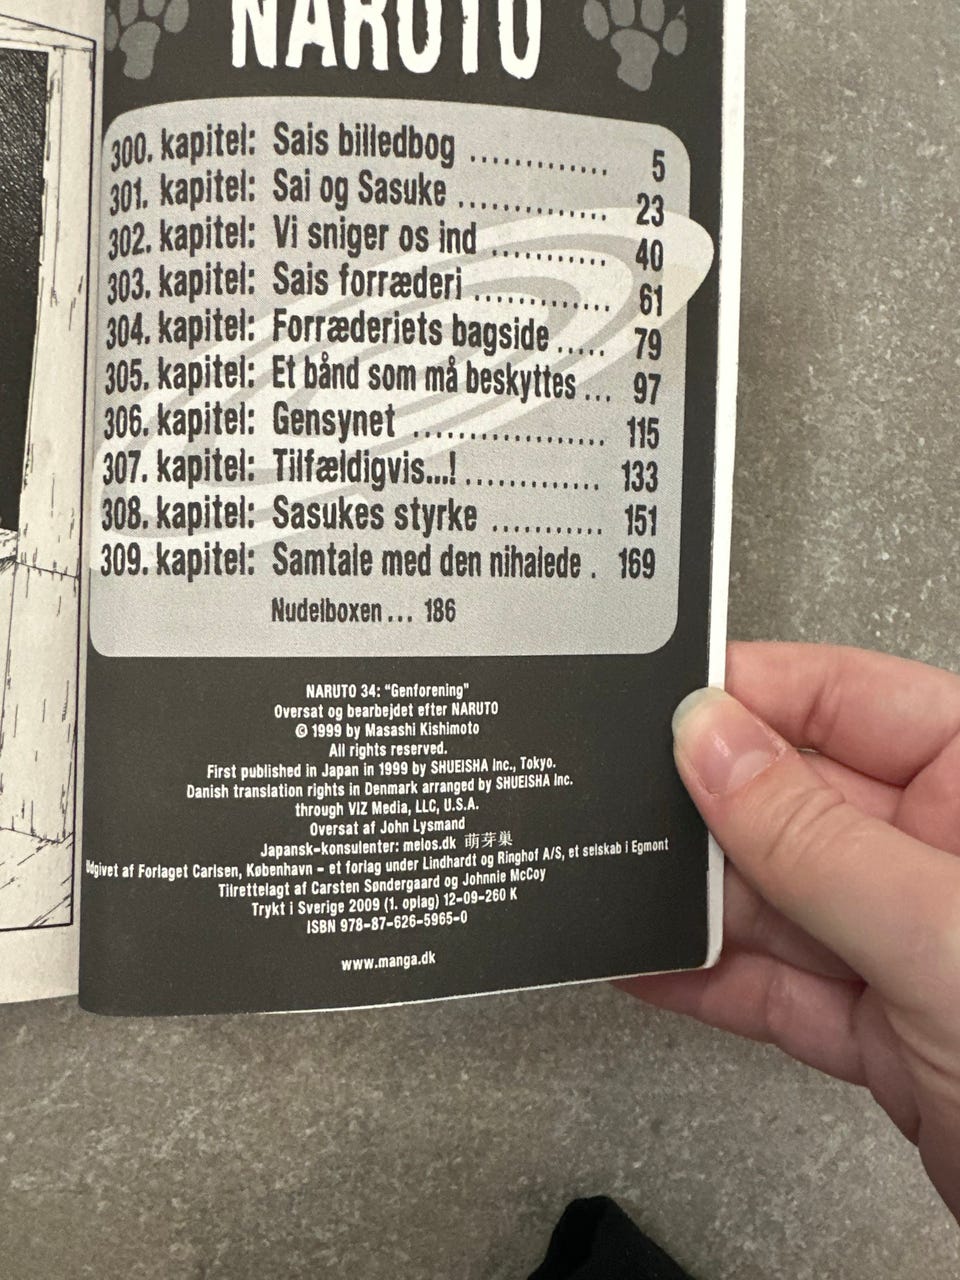 NARUTO
300. kapitel: Sais billedbog ............. 5
301. kapitel: Sai og Sasuke .............. 23
302. kapitel: Vi sniger os ind ........... 40
303. kapitel: Sais forræderi ............. 61
304. kapitel: Forræderiets bagside ..... 79
305. kapitel: Et bånd som må beskyttes ... 97
306. kapitel: Gensynet .................. 115
307. kapitel: Tilfældigvis...! ............. 133
308. kapitel: Sasukes styrke ........... 151
309. kapitel: Samtale med den nihalede . 169
Nudelboxen ... 186
NARUTO 34: "Genforening"
Oversat og bearbejdet efter NARUTO
© 1999 by Masashi Kishimoto
All rights reserved.
First published in Japan in 1999 by SHUEISHA Inc., Tokyo.
Danish translation rights in Denmark arranged by SHUEISHA Inc.
through VIZ Media, LLC, U.S.A.
Oversat af John Lysmand
Japansk-konsulenter: melos.dk 萌芽巣
Udgivet af Forlaget Carlsen, København – et forlag under Lindhardt og Ringhof A/S, et selskab i Egmont
Tilrettelagt af Carsten Søndergaard og Johnnie McCoy
Trykt i Sverige 2009 (1. oplag) 12-09-260 K
ISBN 978-87-626-5965-0
www.manga.dk